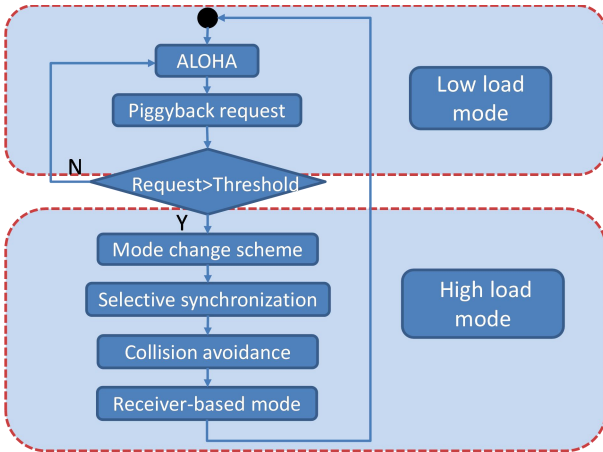 ALOHA
Piggyback request
Low load
mode
N
Request>Threshold
Y
Mode change scheme
Selective synchronization
High load
mode
Collision avoidance
Receiver-based mode